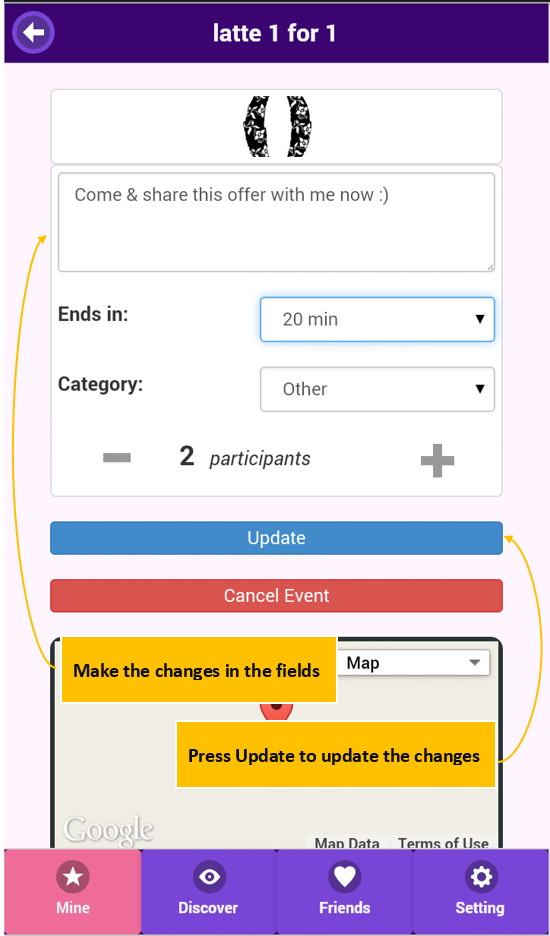 latte 1 for 1
Come & share this offer with me now :)
Ends in:
20 min
Category:
Other
2 participants
Update
Cancel Event
Make the changes in the fields
Map
Press Update to update the changes
Google
Map Data
Terms of Use
Mine
Discover
Friends
Setting